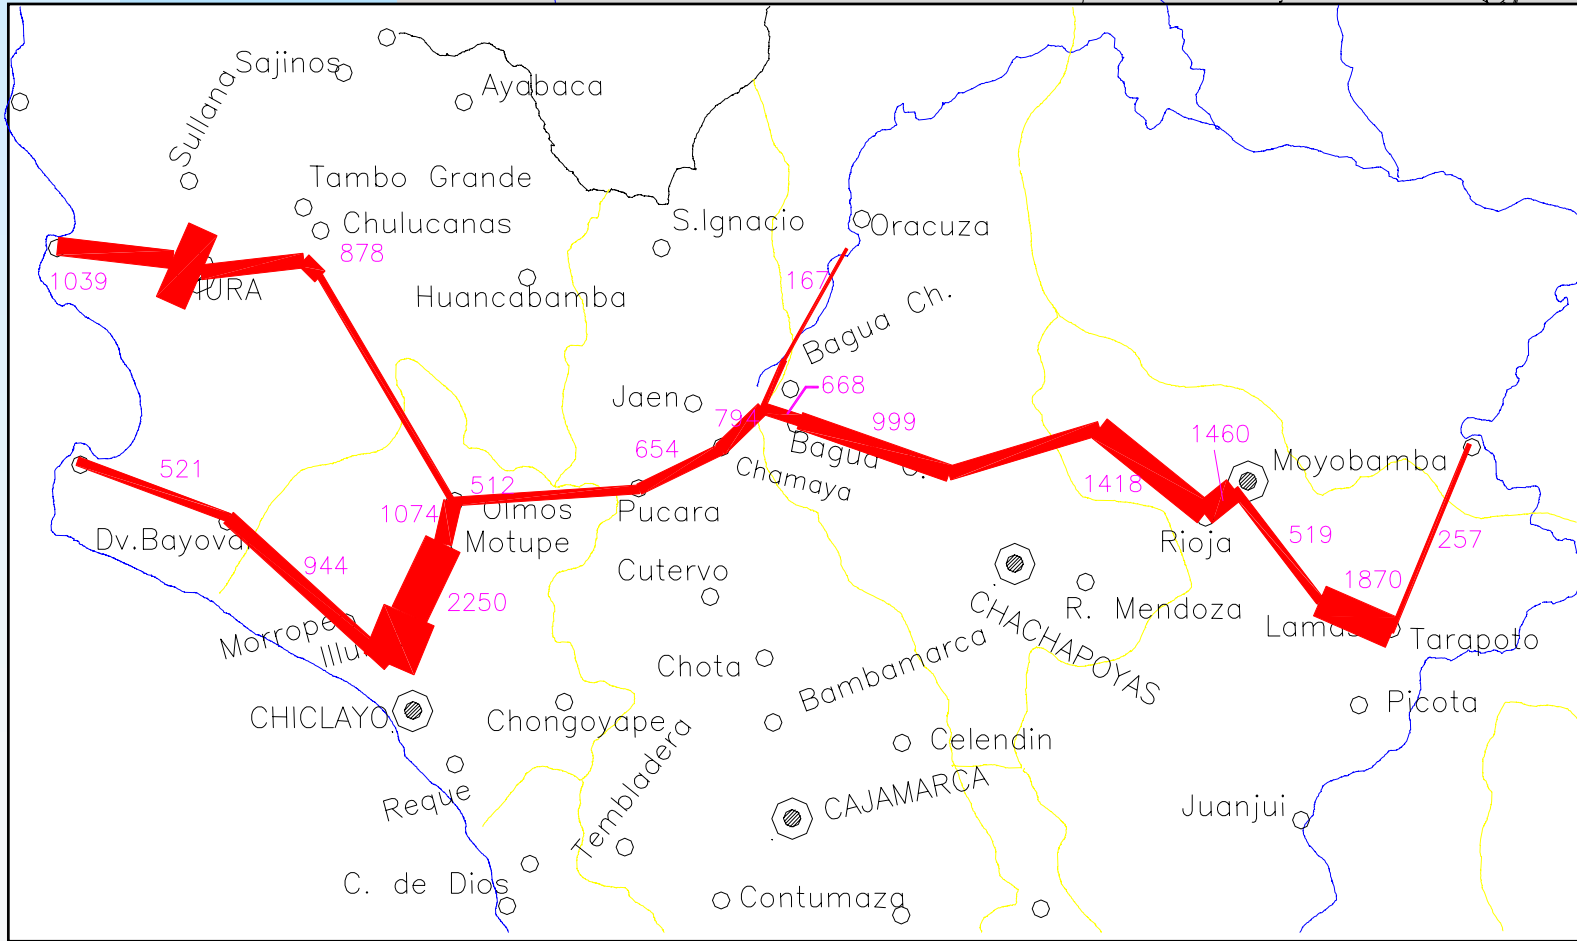 Sajinos
Ayabaca
Sullana
Tambo Grande
Chulucanas
S.Ignacio
Oracuza
878
1039
167
Huancabamba
Bagua Ch.
668
Jaen
794
999
654
1460
Moyobamba
521
512
Chamaya
1418
1074
Olmos
Pucara
Dv.Bayovar
Motupe
Rioja
519
257
944
Cutervo
1870
2250
R. Mendoza
CHACHAPOYAS
Morrope
Lamas
Tarapoto
Chota
Bambamarca
CHICLAYO
Chongoyape
Picota
Celendin
Tembladera
Reque
CAJAMARCA
Juanjui
C. de Dios
Contumaza